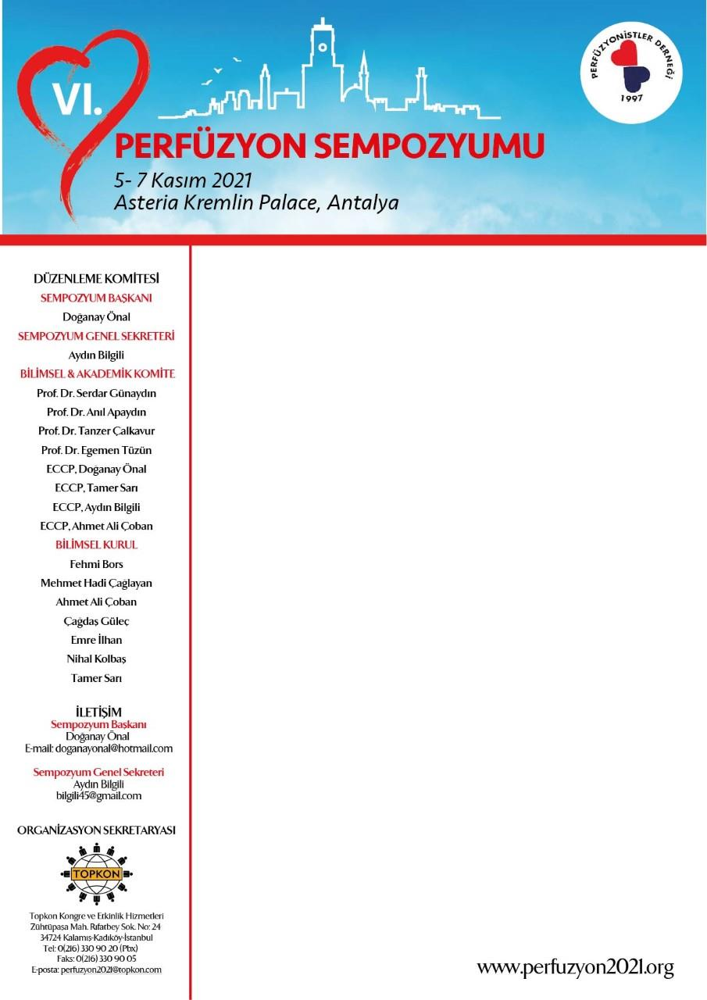 VI.
PERFÜZYON SEMPOZYUMU
5- 7 Kasım 2021
Asteria Kremlin Palace, Antalya
PERFÜZYONİSTLER DERNEĞİ
1997
DÜZENLEME KOMİTESİ
SEMPOZYUM BAŞKANI
Doğanay Önal
SEMPOZYUM GENEL SEKRETERİ
Aydın Bilgili
BİLİMSEL & AKADEMİK KOMİTE
Prof. Dr. Serdar Günaydın
Prof. Dr. Anıl Apaydın
Prof. Dr. Tanzer Çalkavur
Prof. Dr. Egemen Tüzün
ECCP, Doğanay Önal
ECCP, Tamer Sarı
ECCP, Aydın Bilgili
ECCP, Ahmet Ali Çoban
BİLİMSEL KURUL
Fehmi Bors
Mehmet Hadi Çağlayan
Ahmet Ali Çoban
Çağdaş Güleç
Emre İlhan
Nihal Kolbaş
Tamer Sarı
İLETİŞİM
Sempozyum Başkanı
Doğanay Önal
E-mail: doganayonal@hotmail.com
Sempozyum Genel Sekreteri
Aydın Bilgili
bilgili45@gmail.com
ORGANİZASYON SEKRETARYASI
TOPKON
Topkon Kongre ve Etkinlik Hizmetleri
Zühtüpaşa Mah. Rıfatbey Sok. No: 24
34724 Kalamış-Kadıköy-İstanbul
Tel: 0(216) 330 90 20 (Pbx)
Faks: 0(216) 330 90 05
E-posta: perfuzyon2021@topkon.com
www.perfuzyon2021.org